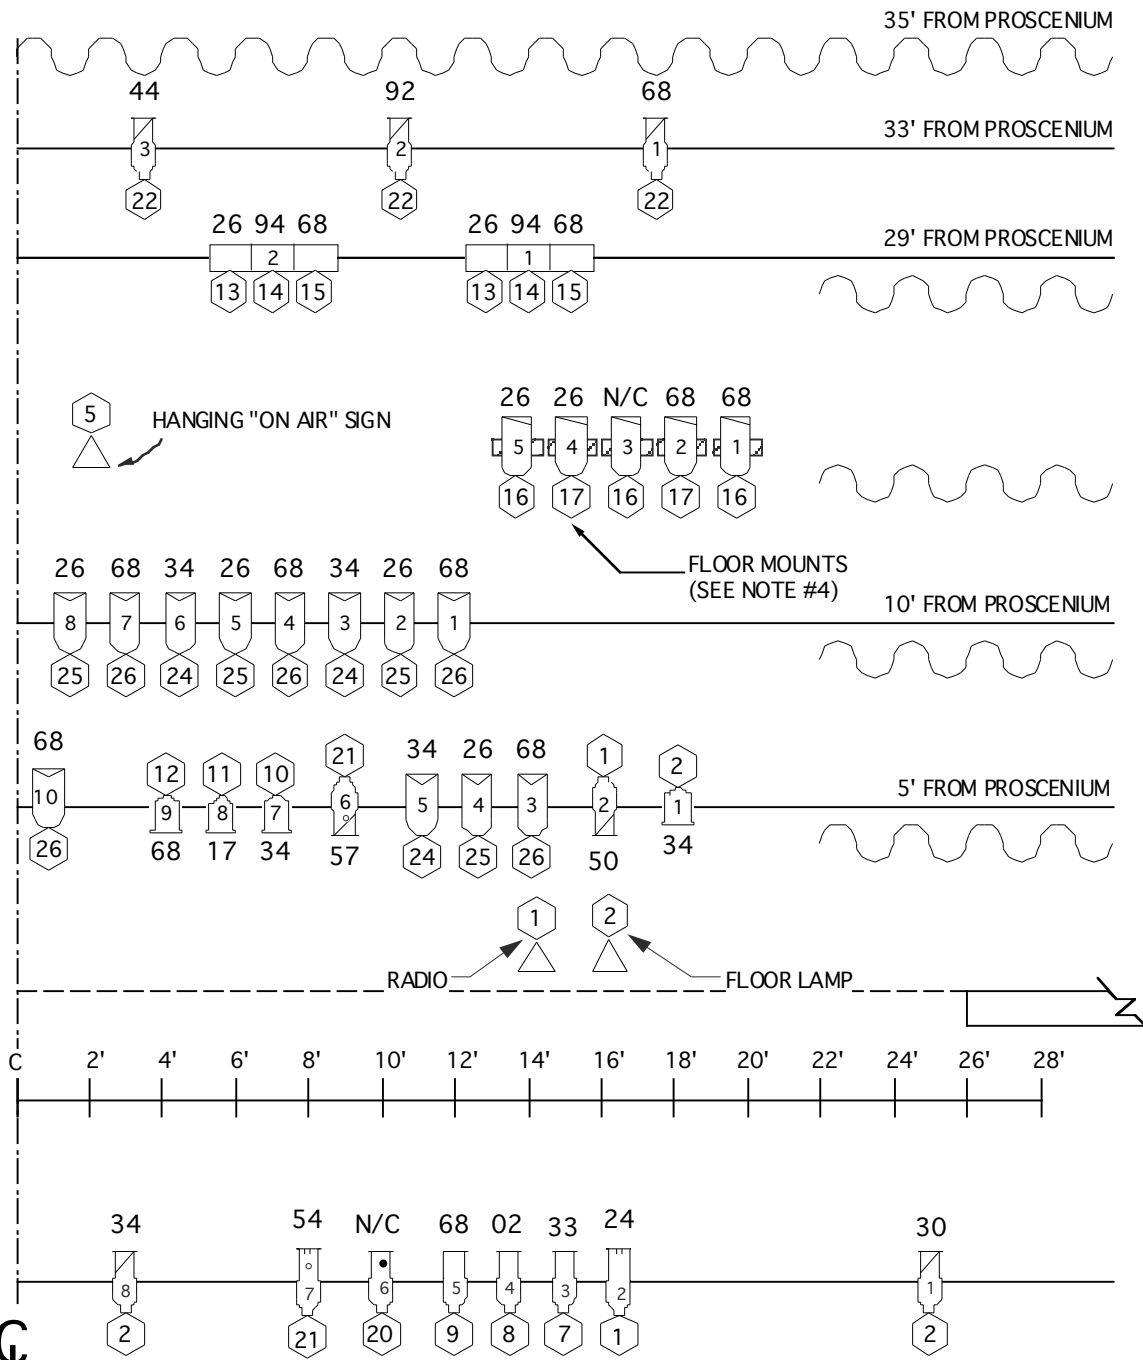 35' FROM PROSCENIUM
44 92 68
33' FROM PROSCENIUM
3 2 1
22 22 22
26 94 68 26 94 68
29' FROM PROSCENIUM
2 1
13 14 15 13 14 15
26 26 N/C 68 68
5 HANGING "ON AIR" SIGN
5 4 3 2 1
16 17 16 17 16
FLOOR MOUNTS
(SEE NOTE #4)
26 68 34 26 68 34 26 68
10' FROM PROSCENIUM
8 7 6 5 4 3 2 1
25 26 24 25 26 24 25 26
68 12 11 10 21 34 26 68 1 2
5' FROM PROSCENIUM
10 9 8 7 6 5 4 3 2 1
26 68 17 34 57 24 25 26 50 34
1 2
RADIO FLOOR LAMP
C 2' 4' 6' 8' 10' 12' 14' 16' 18' 20' 22' 24' 26' 28'
34 54 N/C 68 02 33 24 30
8 7 6 5 4 3 2 1
2 21 20 9 8 7 1 2
℄